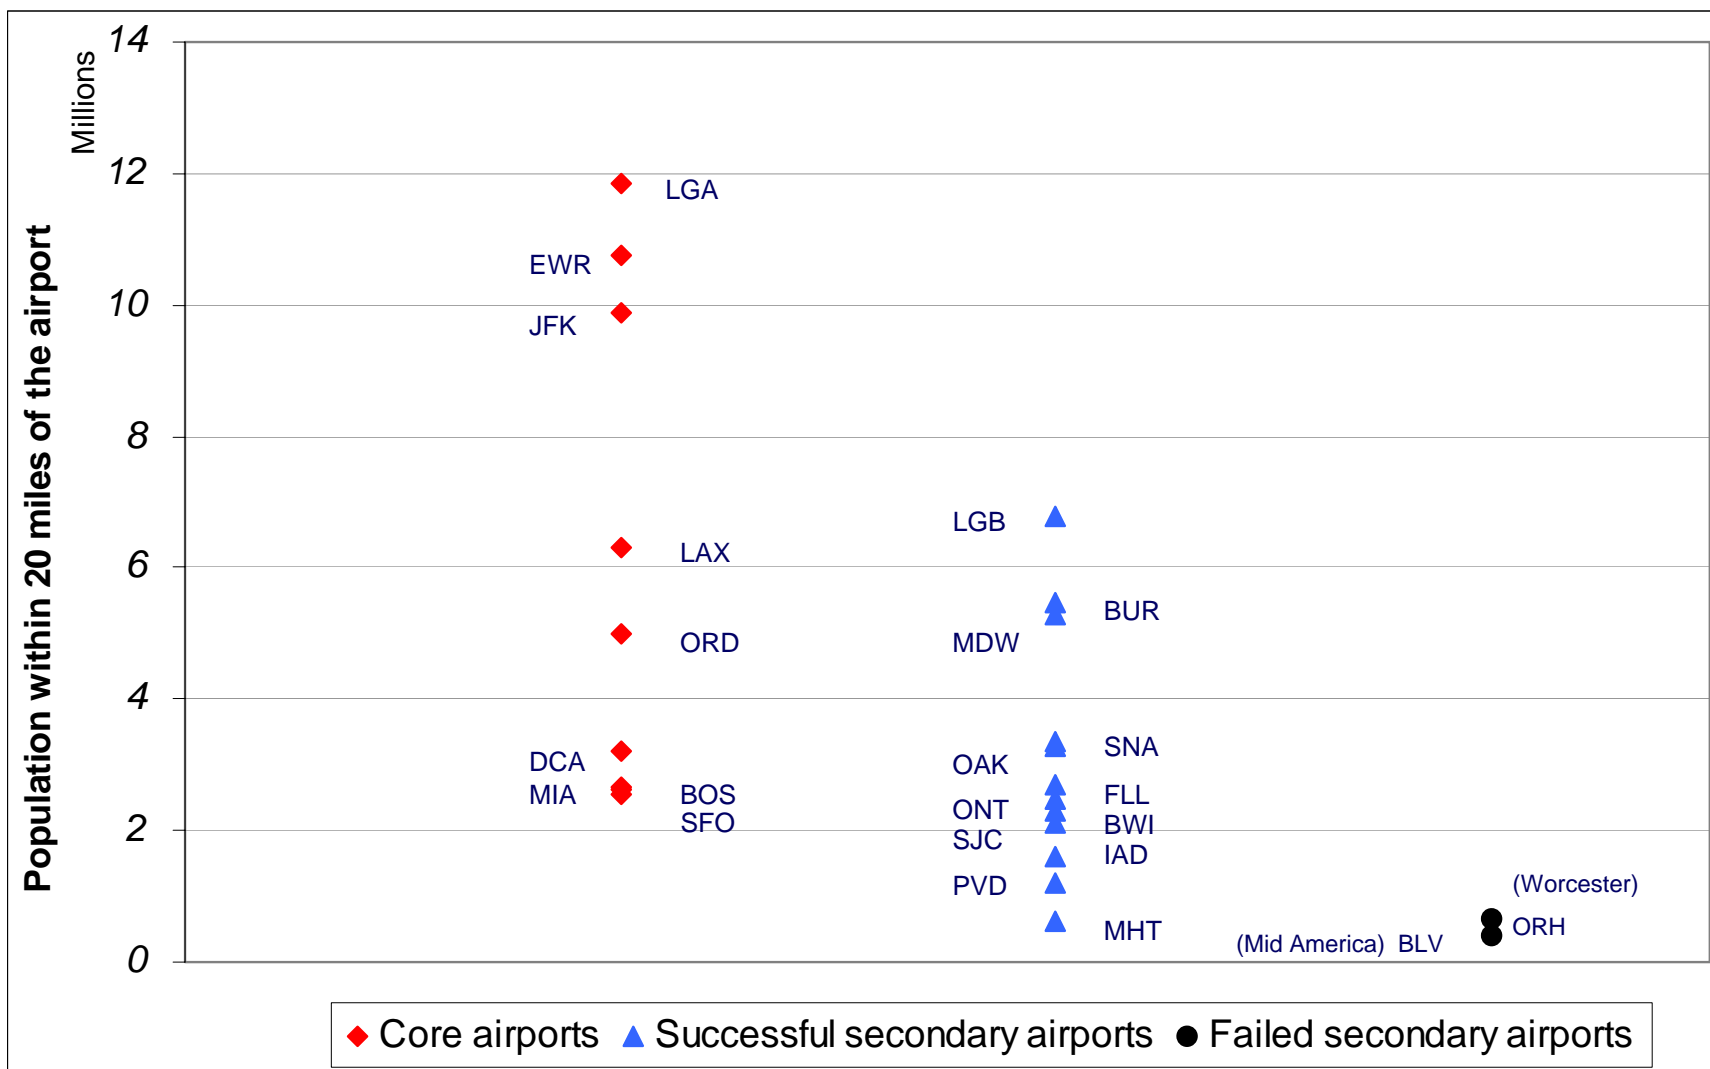 Millions
Population within 20 miles of the airport
14
12
10
8
6
4
2
0
LGA
EWR
JFK
LAX
ORD
DCA
MIA
BOS
SFO
LGB
BUR
MDW
SNA
OAK
FLL
ONT
BWI
SJC
IAD
PVD
MHT
(Worcester)
ORH
(Mid America) BLV
Core airports
Successful secondary airports
Failed secondary airports